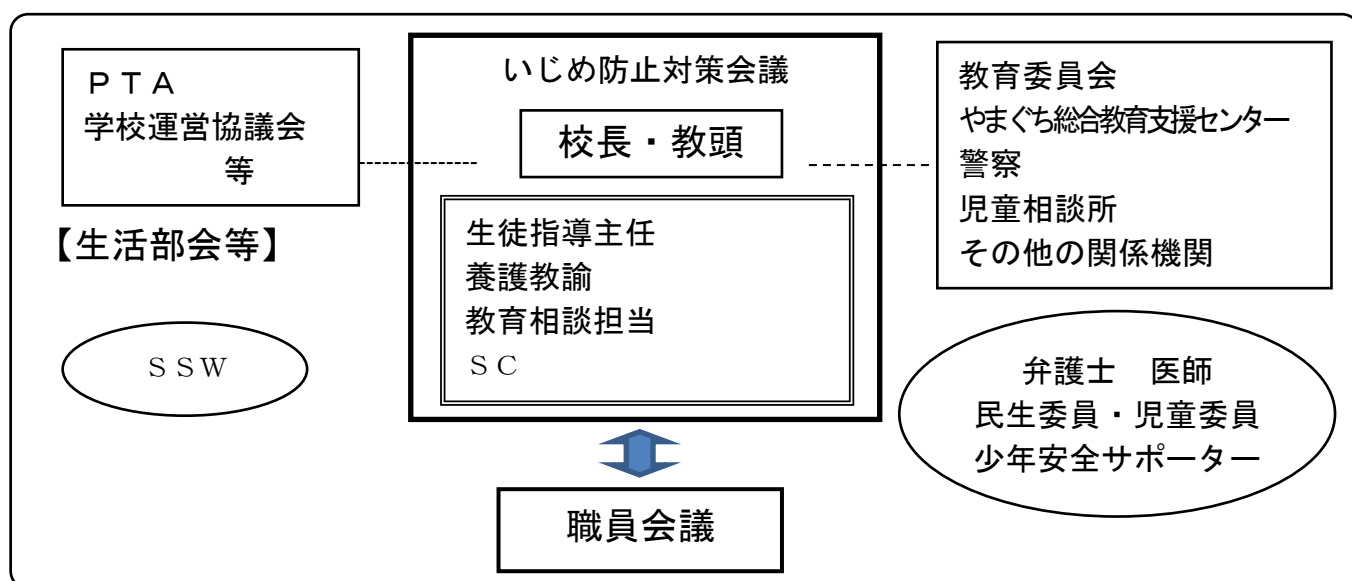 PTA
学校運営協議会
等
【生活部会等】
SSW
いじめ防止対策会議
校長・教頭
生徒指導主任
養護教諭
教育相談担当
SC
職員会議
教育委員会
やまぐち総合教育支援センター
警察
児童相談所
その他の関係機関
弁護士　医師
民生委員・児童委員
少年安全サポーター